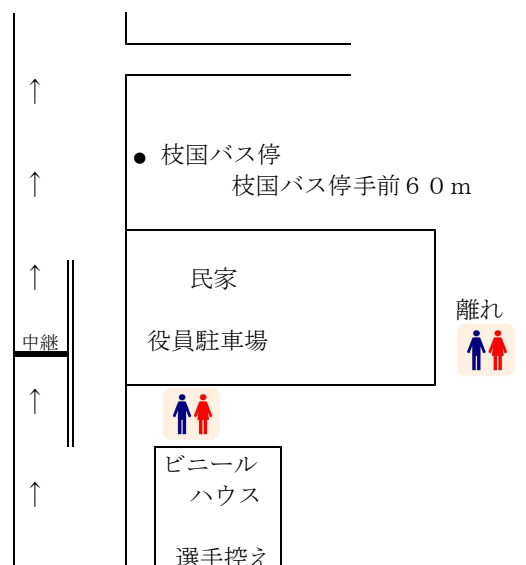 ↑
● 枝国バス停
↑
枝国バス停手前６０ｍ
↑
民家
離れ
中継
役員駐車場
↑
ビニール
ハウス
↑
選手控え